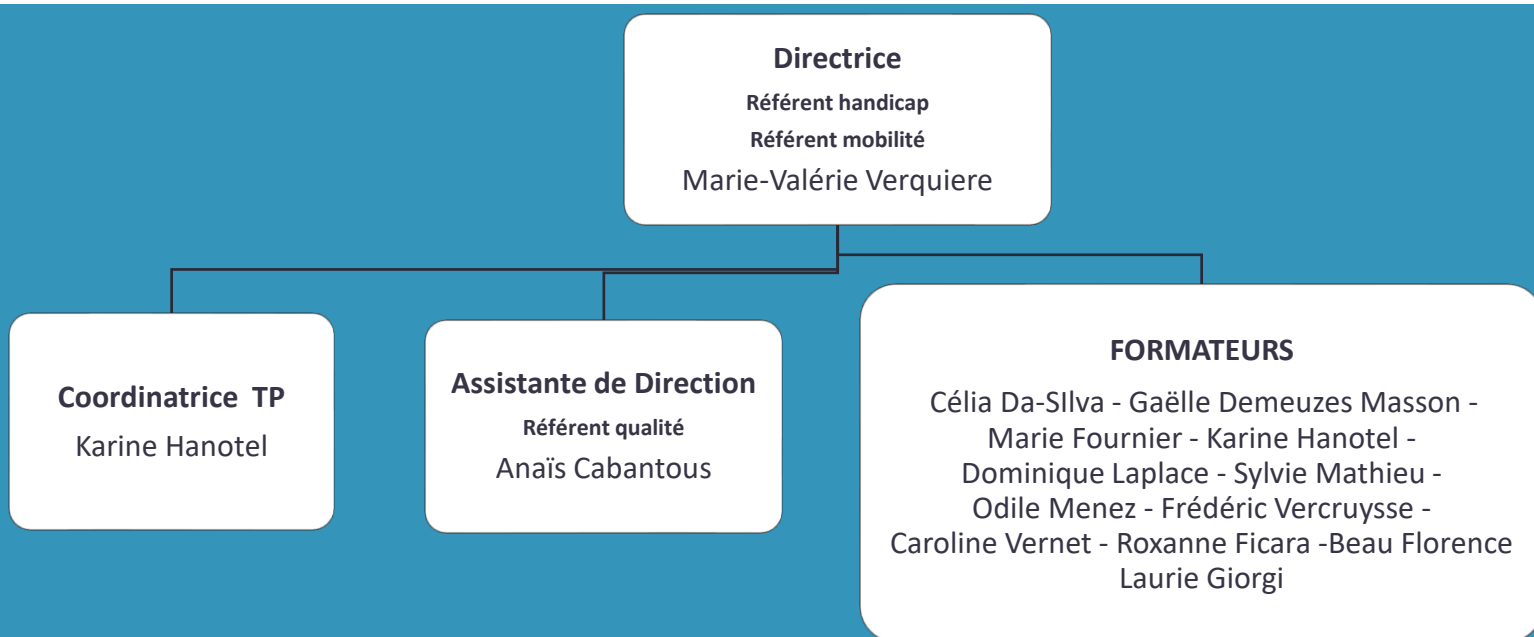 Directrice
Référent handicap
Référent mobilité
Marie-Valérie Verquiere
Coordinatrice TP
Karine Hanotel
Assistante de Direction
Référent qualité
Anaïs Cabantous
FORMATEURS
Célia Da-SIlva - Gaëlle Demeuzes Masson -
Marie Fournier - Karine Hanotel -
Dominique Laplace - Sylvie Mathieu -
Odile Menez - Frédéric Vercruysse -
Caroline Vernet - Roxanne Ficara -Beau Florence
Laurie Giorgi